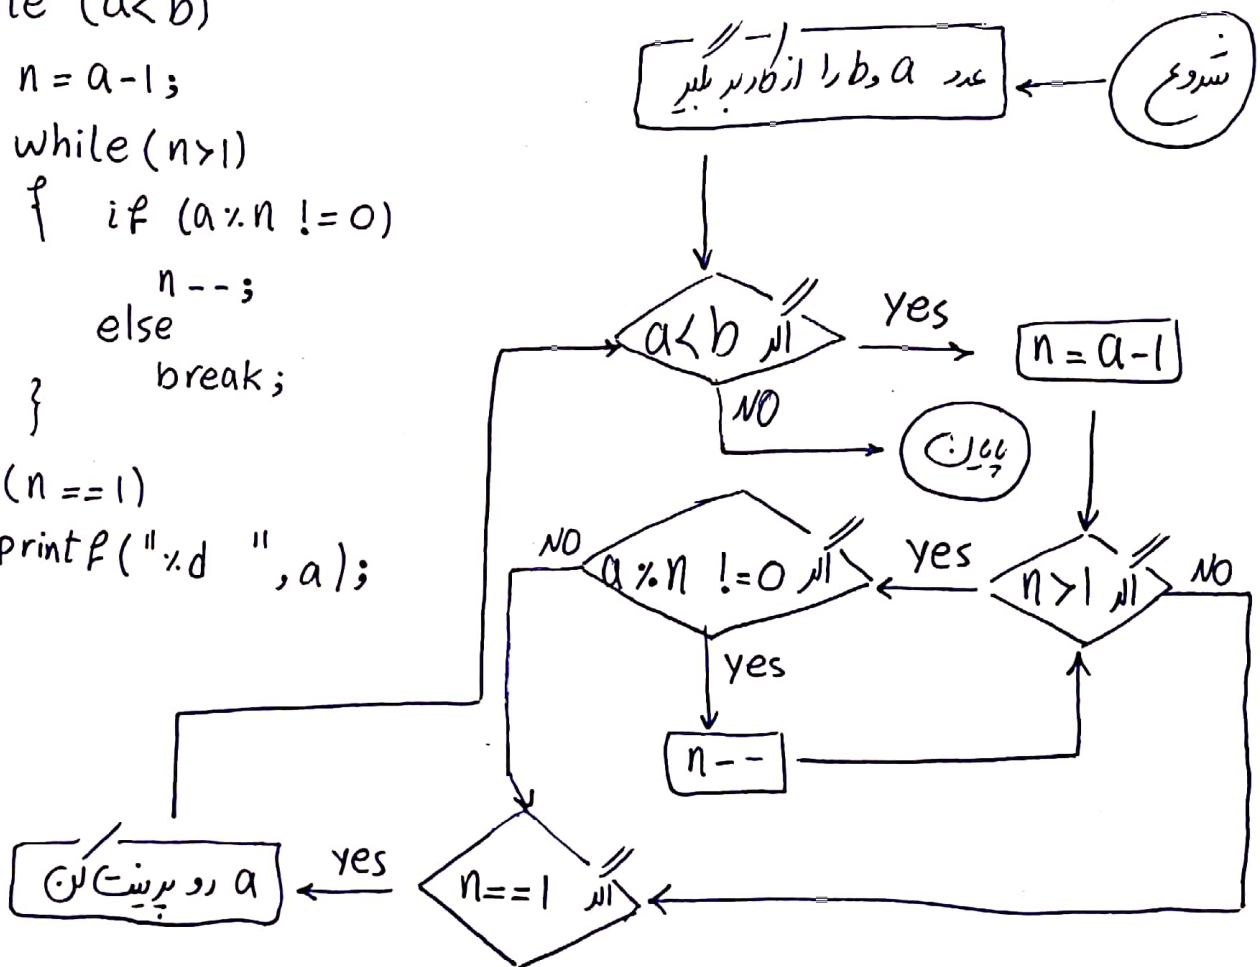 le (a<b)
n = a-1;
while (n>1)
{ if (a%n !=0)
n--;
else
break;
}
(n ==1)
printf("%d ",a);
شروع
عدد a و b را از کاربر بگیر
اگر a<b
yes
NO
n = a-1
پایان
اگر n>1
yes
NO
اگر a%n !=0
NO
yes
n--
اگر n==1
yes
a رو پرینت کن